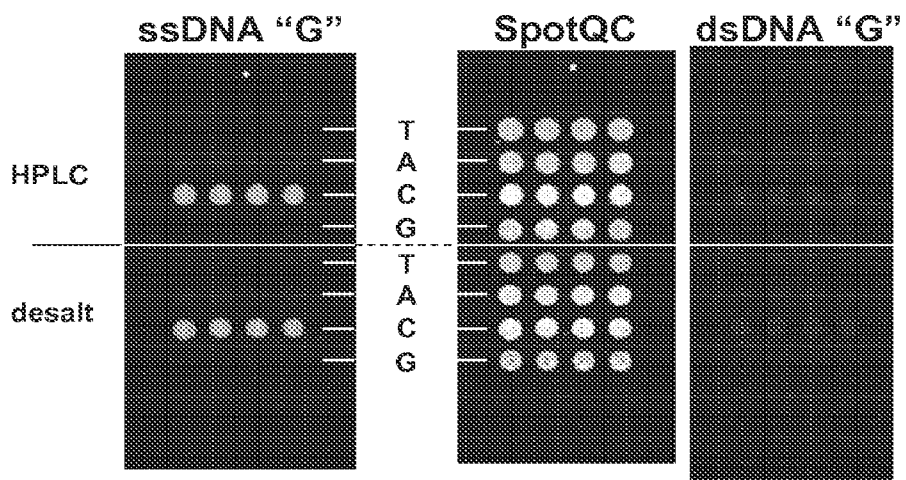 ssDNA “G”
SpotQC
dsDNA “G”
HPLC
T
A
C
G
desalt
T
A
C
G